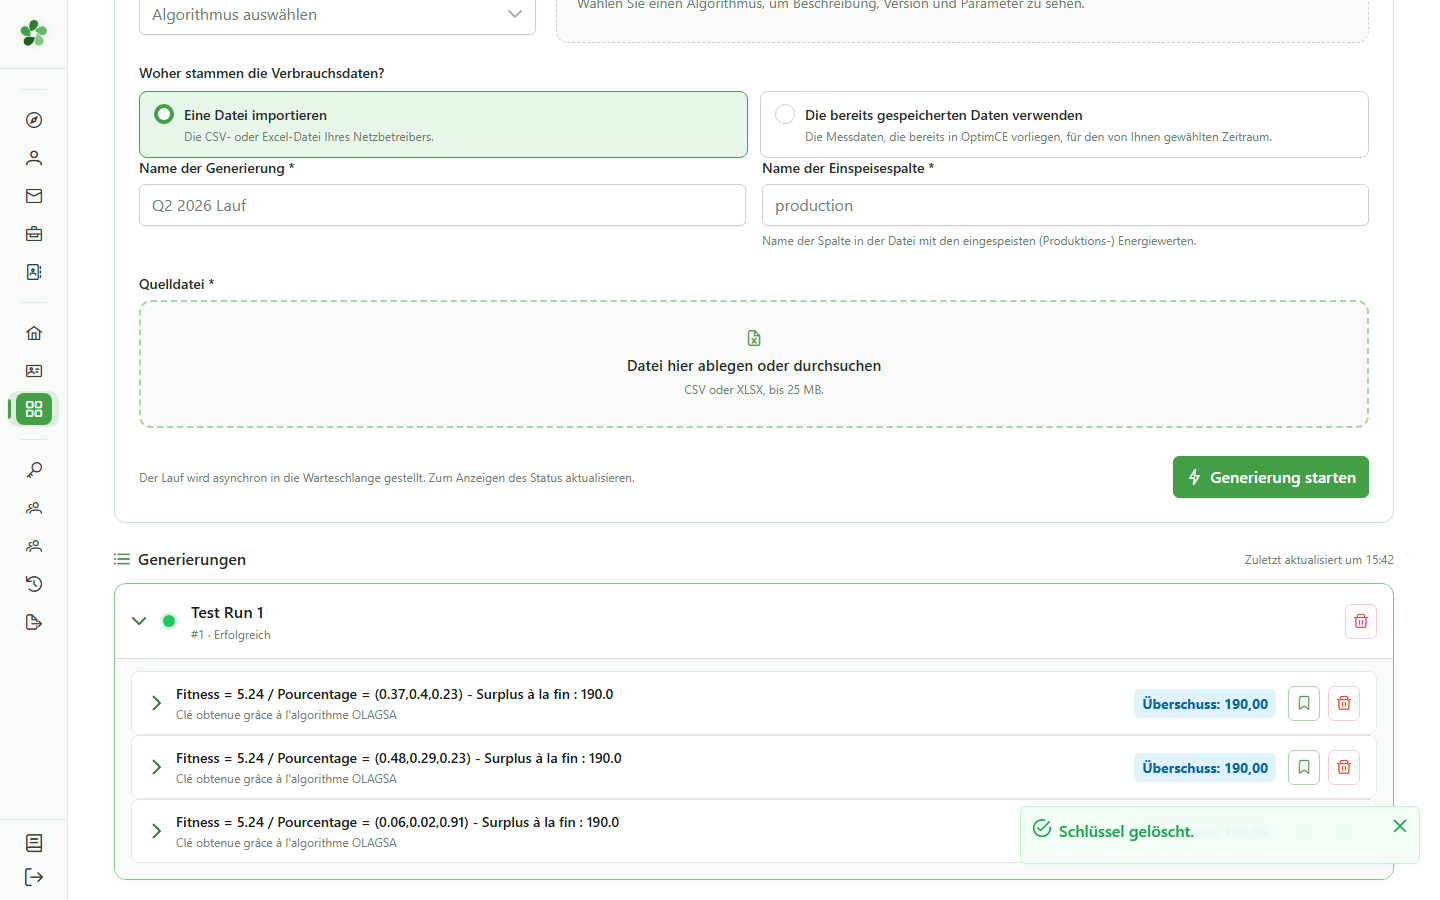 Algorithmus auswählen
Wählen Sie einen Algorithmus, um Beschreibung, Version und Parameter zu sehen.
Woher stammen die Verbrauchsdaten?
Eine Datei importieren
Die CSV- oder Excel-Datei Ihres Netzbetreibers.
Die bereits gespeicherten Daten verwenden
Die Messdaten, die bereits in OptimCE vorliegen, für den von Ihnen gewählten Zeitraum.
Name der Generierung *
Q2 2026 Lauf
Name der Einspeisespalte *
production
Name der Spalte in der Datei mit den eingespeisten (Produktions-) Energiewerten.
Quelldatei *
Datei hier ablegen oder durchsuchen
CSV oder XLSX, bis 25 MB.
Der Lauf wird asynchron in die Warteschlange gestellt. Zum Anzeigen des Status aktualisieren.
Generierung starten
Generierungen
Zuletzt aktualisiert um 15:42
Test Run 1
#1 · Erfolgreich
Fitness = 5.24 / Pourcentage = (0.37,0.4,0.23) - Surplus à la fin : 190.0
Clé obtenue grâce à l'algorithme OLAGSA
Überschuss: 190,00
Fitness = 5.24 / Pourcentage = (0.48,0.29,0.23) - Surplus à la fin : 190.0
Clé obtenue grâce à l'algorithme OLAGSA
Überschuss: 190,00
Fitness = 5.24 / Pourcentage = (0.06,0.02,0.91) - Surplus à la fin : 190.0
Clé obtenue grâce à l'algorithme OLAGSA
Schlüssel gelöscht.